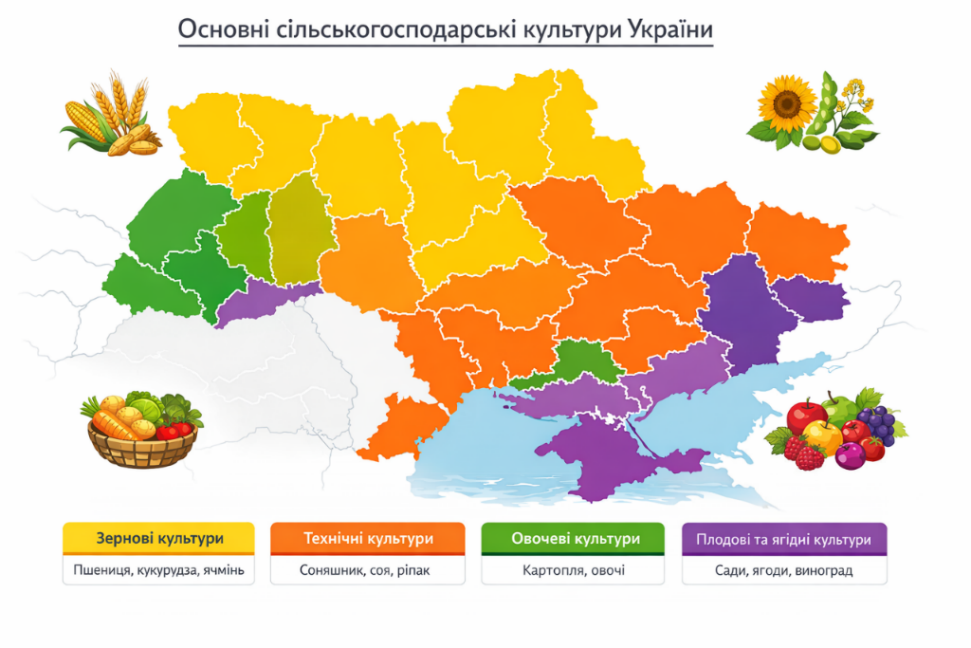 Основні сільськогосподарські культури України
Зернові культури
Пшениця, кукурудза, ячмінь
Технічні культури
Соняшник, соя, ріпак
Овочеві культури
Картопля, овочі
Плодові та ягідні культури
Сади, ягоди, виноград